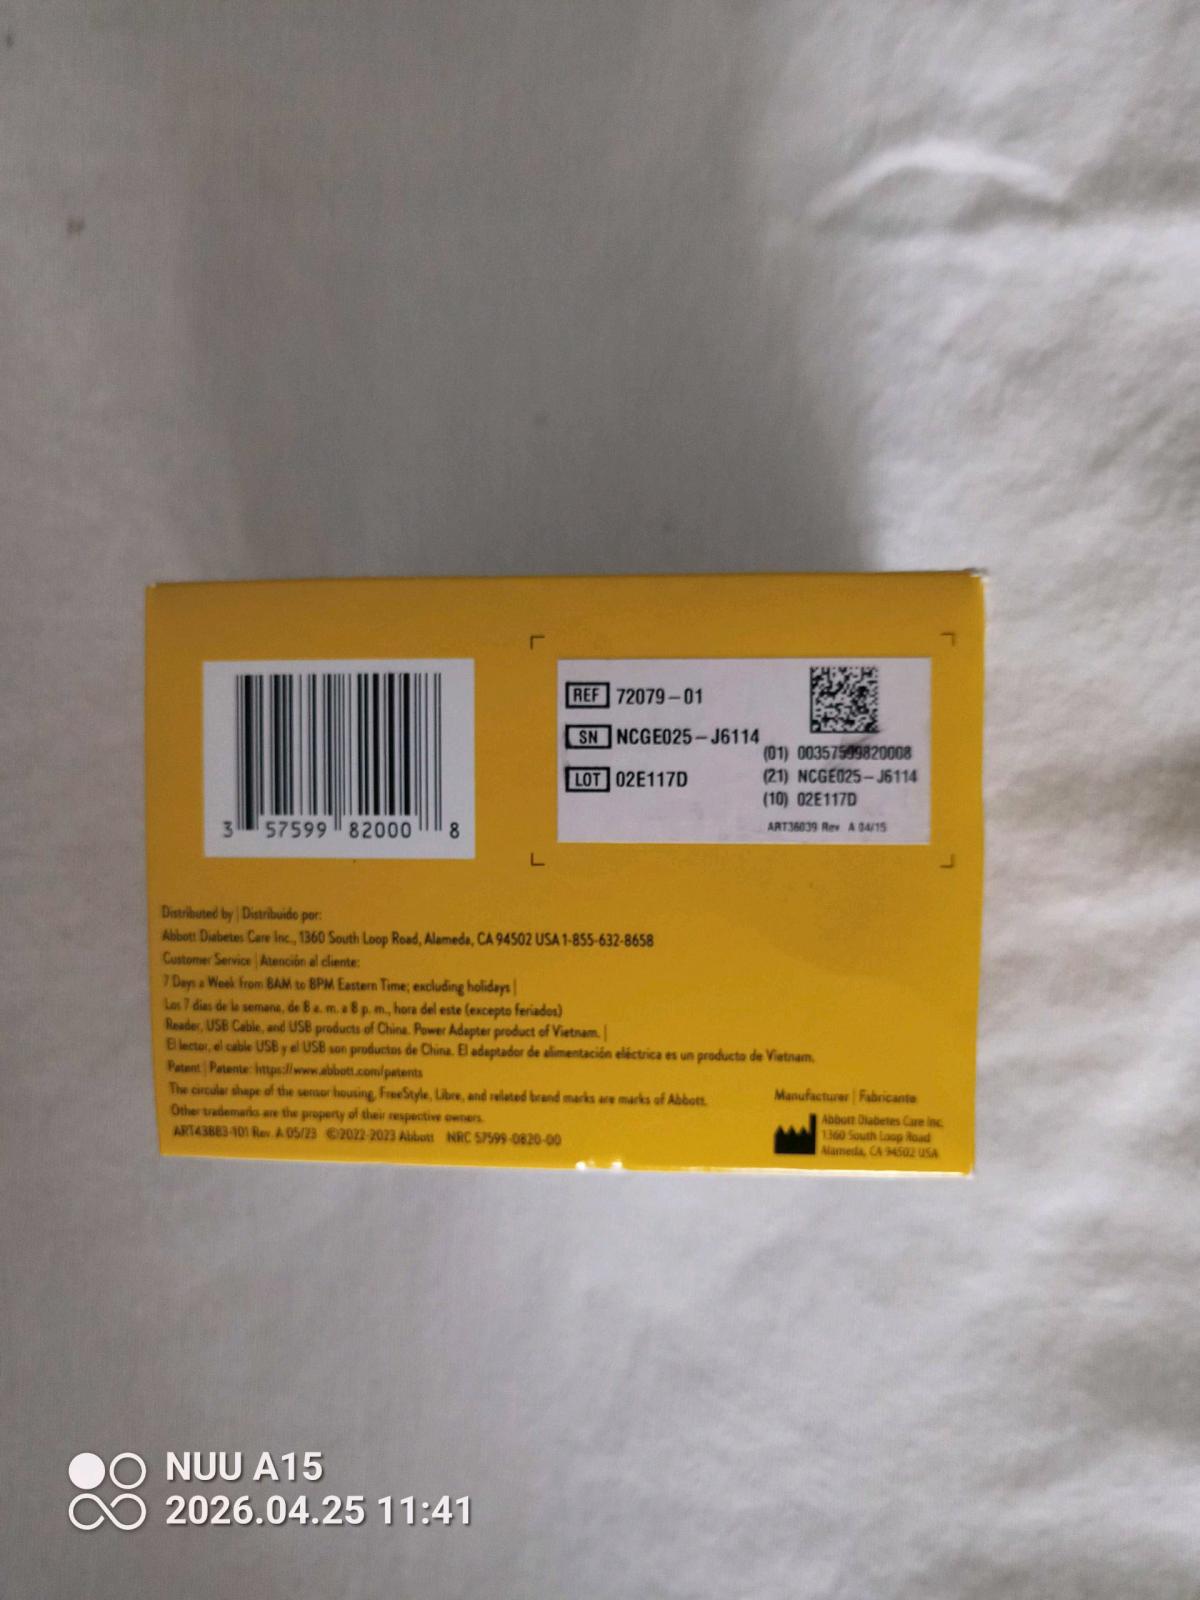 REF 72079-01
SN NCGE025-J6114
LOT 02E117D
(01) 00357599820008
(21) NCGE025-J6114
(10) 02E117D
ART36039 Rev A 04/15
3 57599 82000 8
Distributed by | Distribuido por:
Abbott Diabetes Care Inc., 1360 South Loop Road, Alameda, CA 94502 USA 1-855-632-8658
Customer Service | Atención al cliente:
7 Days a Week from 8AM to 8PM Eastern Time; excluding holidays |
Los 7 días de la semana, de 8 a. m. a 8 p. m., hora del este (excepto feriados)
Reader, USB Cable, and USB products of China. Power Adapter product of Vietnam. |
El lector, el cable USB y el USB son productos de China. El adaptador de alimentación eléctrica es un producto de Vietnam.
Patent | Patente: https://www.abbott.com/patents
The circular shape of the sensor housing, FreeStyle, Libre, and related brand marks are marks of Abbott.
Other trademarks are the property of their respective owners.
ART43883-101 Rev. A 05/23 ©2022-2023 Abbott NRC 57599-0820-00
Manufacturer | Fabricante
Abbott Diabetes Care Inc.
1360 South Loop Road
Alameda, CA 94502 USA
NUU A15
2026.04.25 11:41